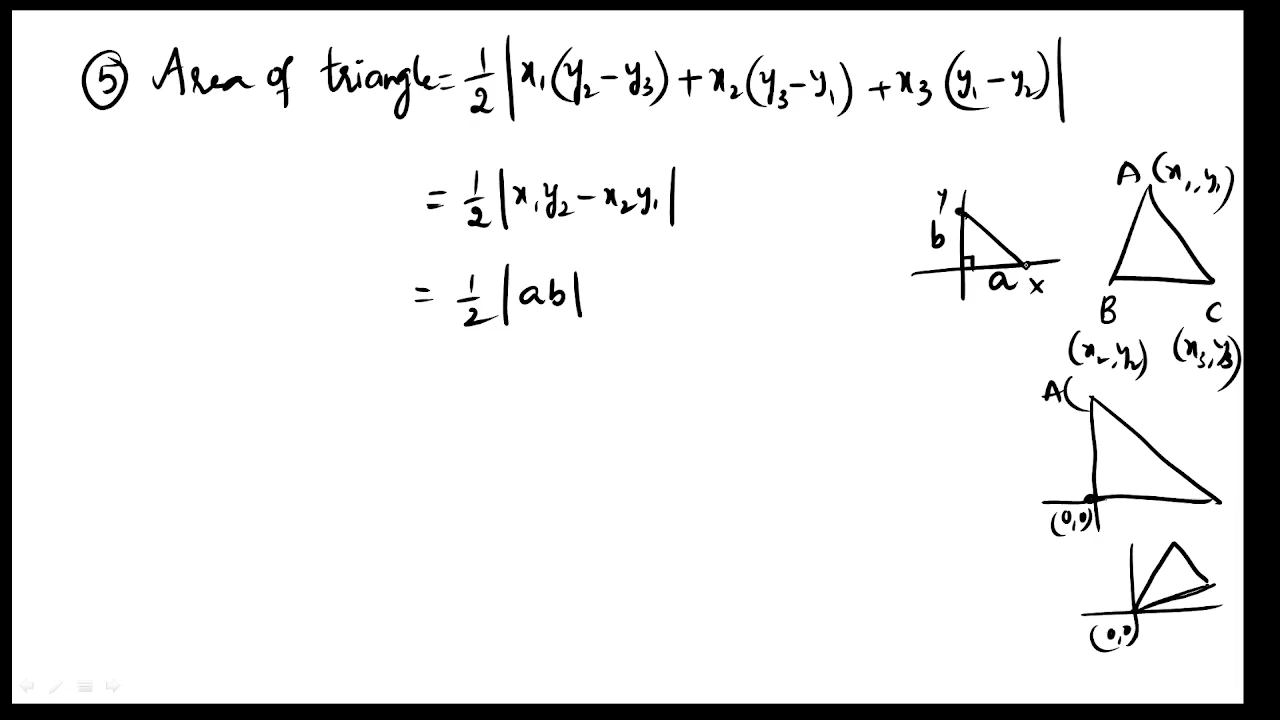 ⑤ Area of triangle = 1/2 |x₁(y₂ − y₃) + x₂(y₃ − y₁) + x₃(y₁ − y₂)|
= 1/2 |x₁y₂ − x₂y₁|
= 1/2 |ab|
y
b
a x
A (x₁, y₁)
B C
(x₂, y₂) (x₃, y₃)
A(
(0,0)
(0,0)